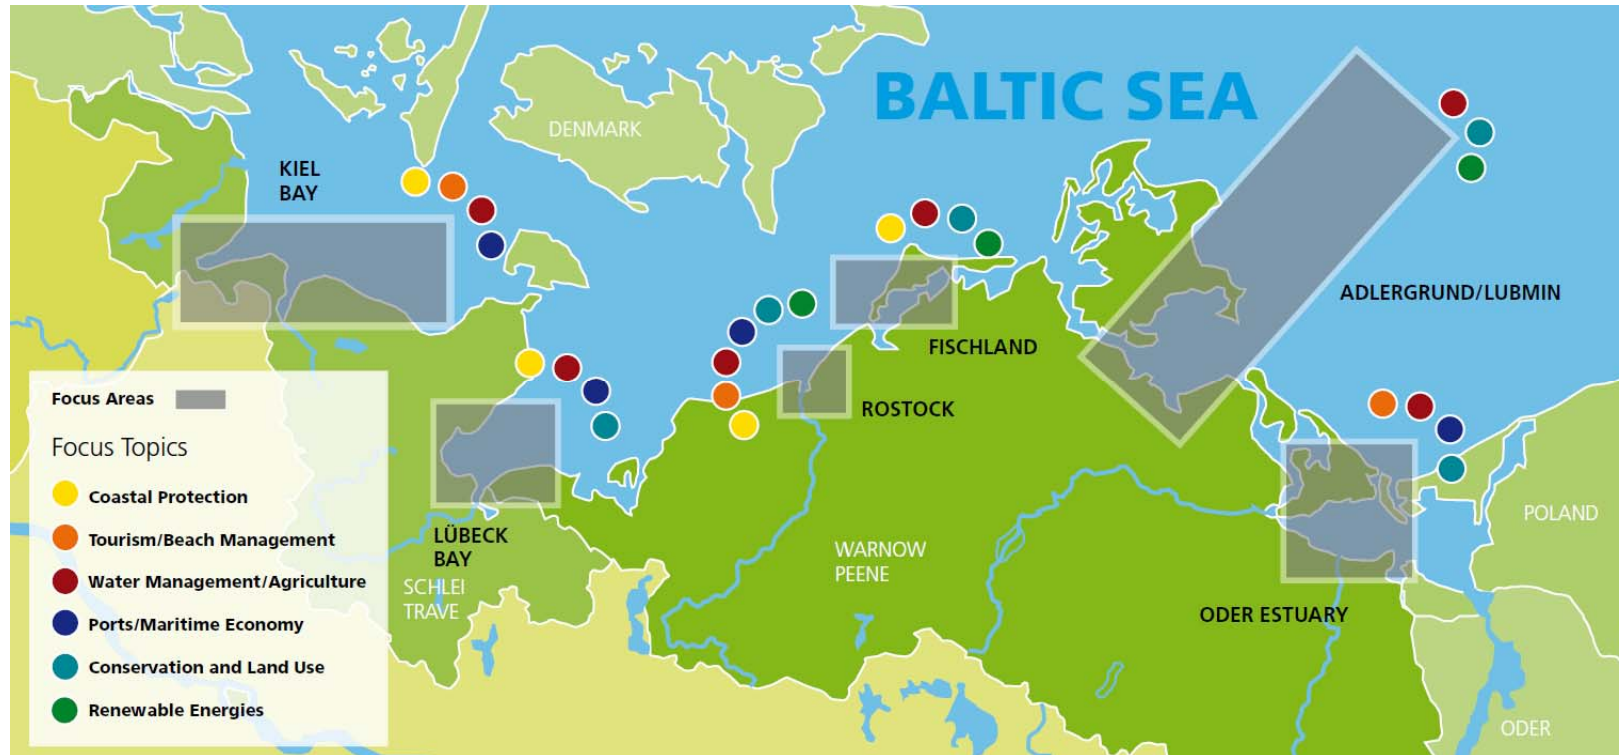 BALTIC SEA
DENMARK
KIEL
BAY
ADLERGRUND/LUBMIN
FISCHLAND
ROSTOCK
LÜBECK
BAY
SCHLEI
TRAVE
WARNOW
PEENE
POLAND
ODER ESTUARY
ODER
Focus Areas
Focus Topics
Coastal Protection
Tourism/Beach Management
Water Management/Agriculture
Ports/Maritime Economy
Conservation and Land Use
Renewable Energies